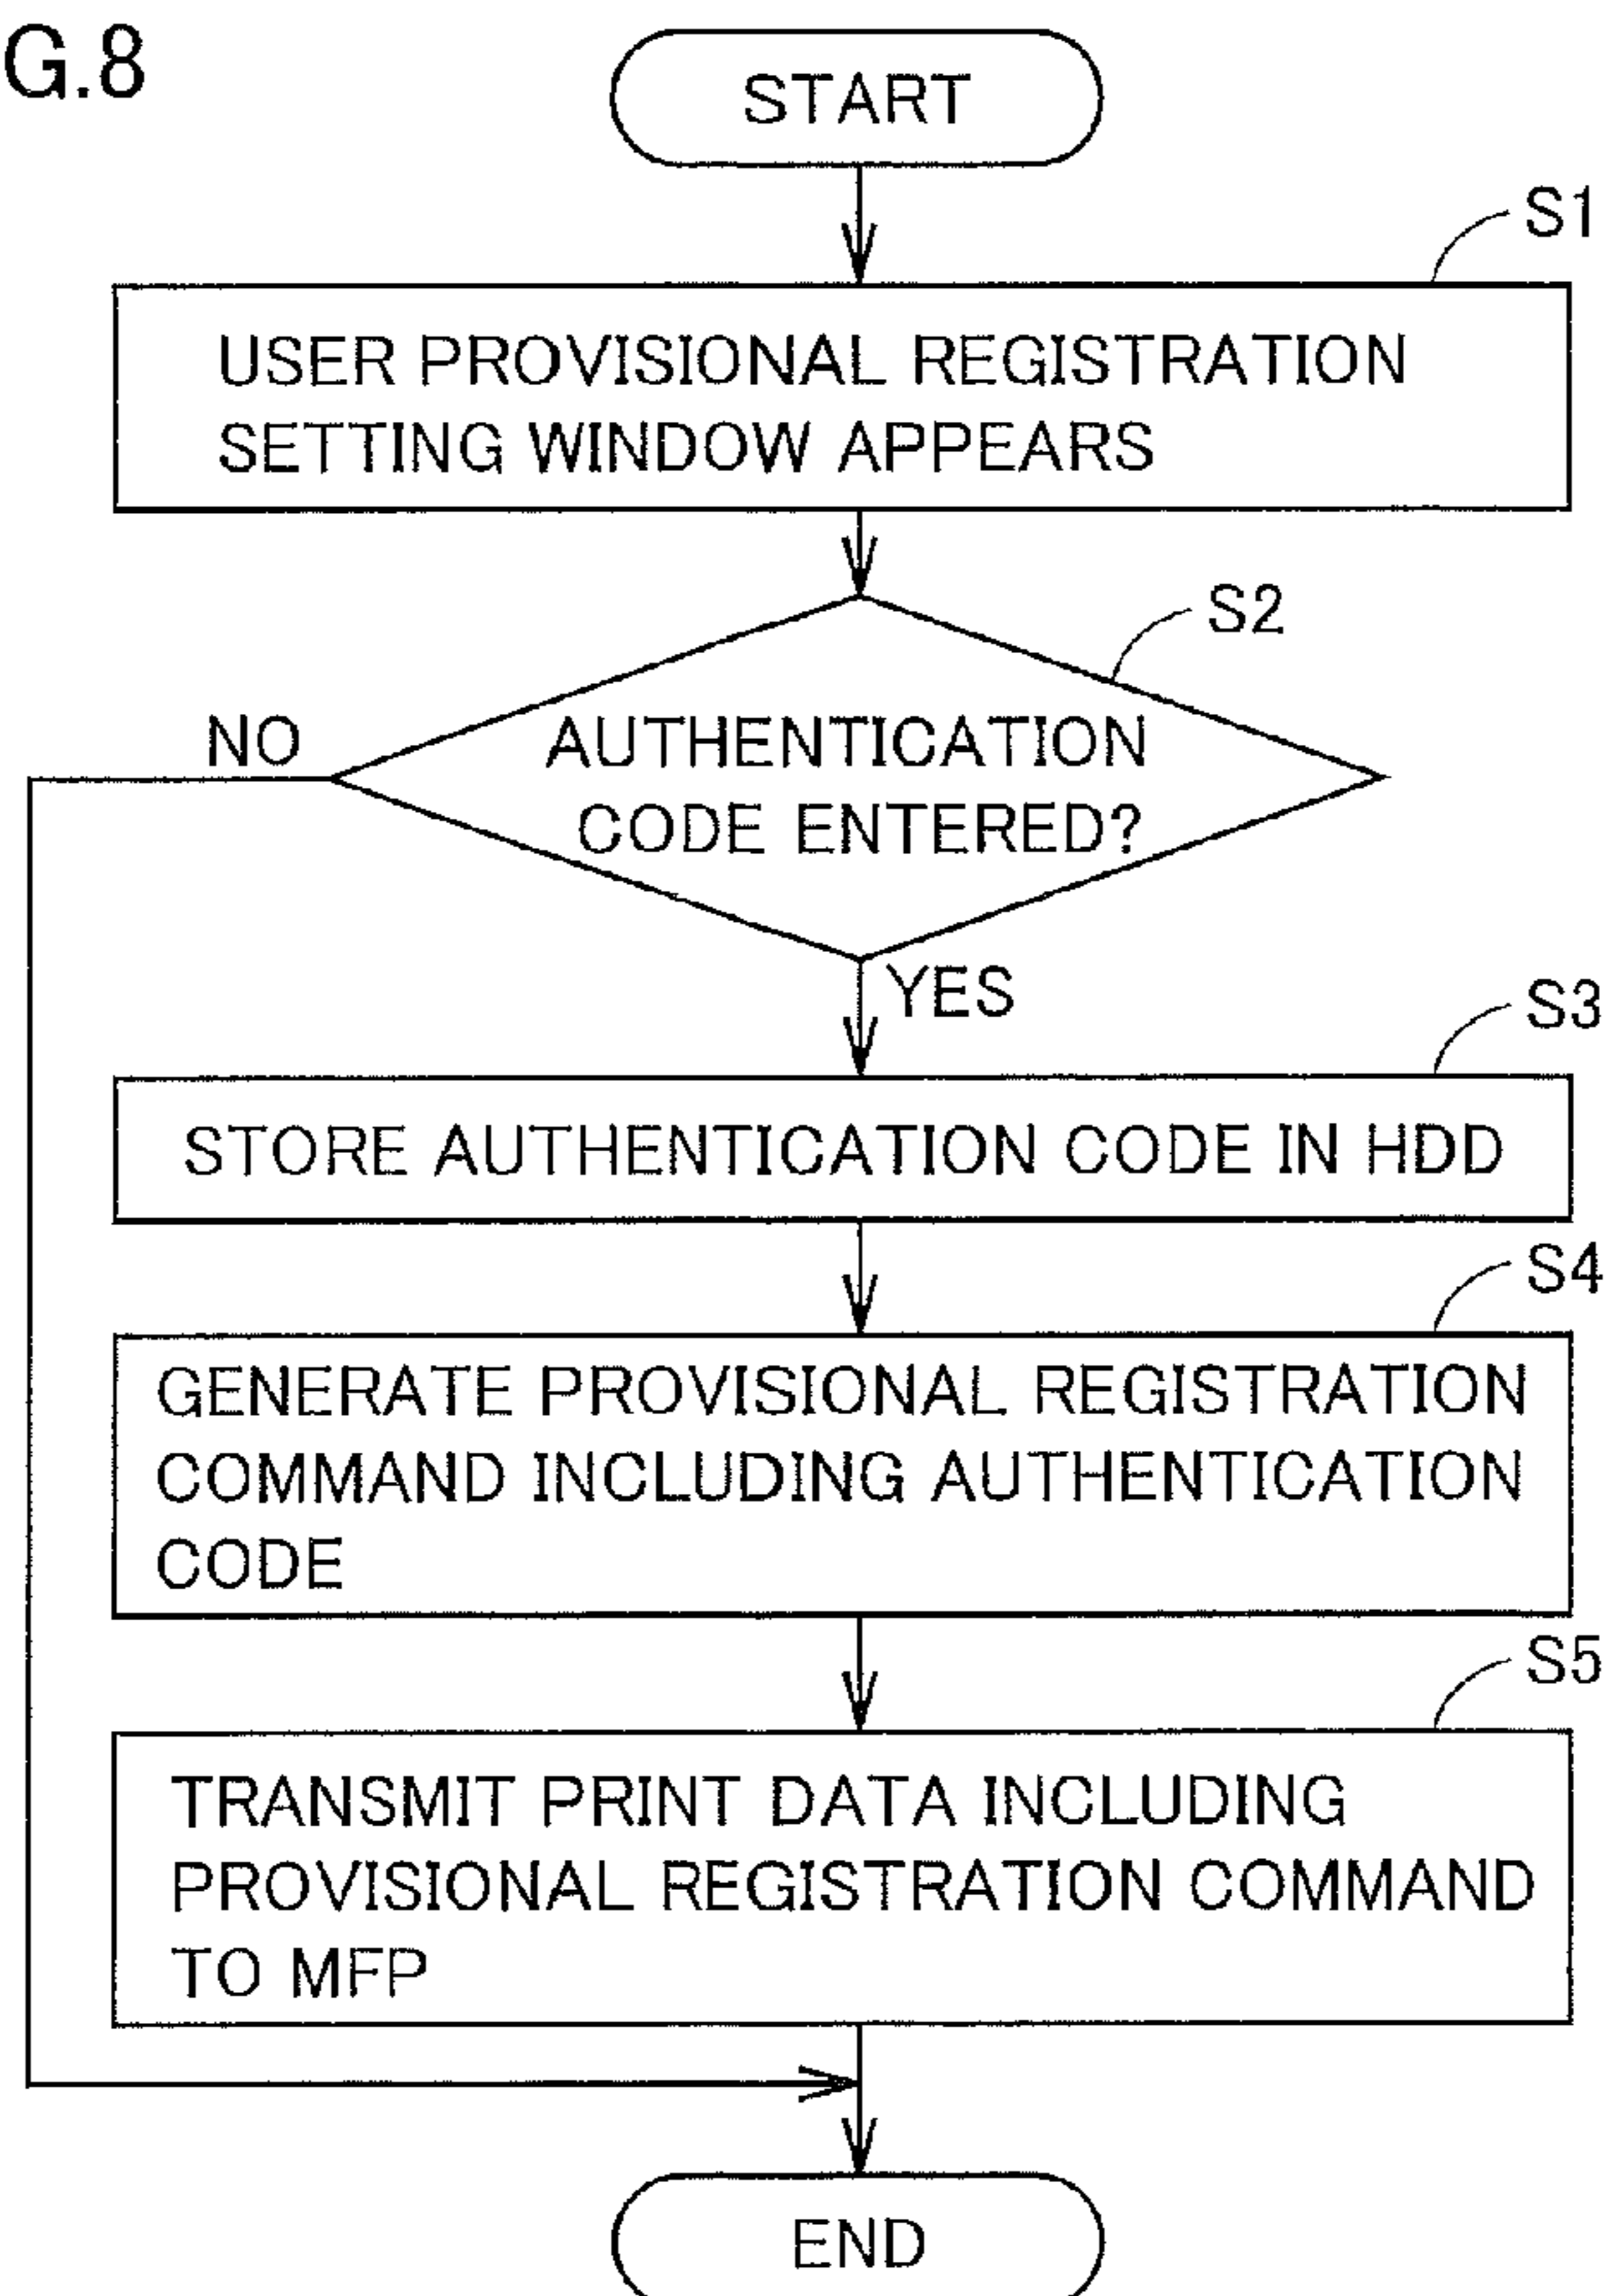 G.8
START
S1
USER PROVISIONAL REGISTRATION
SETTING WINDOW APPEARS
S2
NO
AUTHENTICATION
CODE ENTERED?
YES
S3
STORE AUTHENTICATION CODE IN HDD
S4
GENERATE PROVISIONAL REGISTRATION
COMMAND INCLUDING AUTHENTICATION
CODE
S5
TRANSMIT PRINT DATA INCLUDING
PROVISIONAL REGISTRATION COMMAND
TO MFP
END